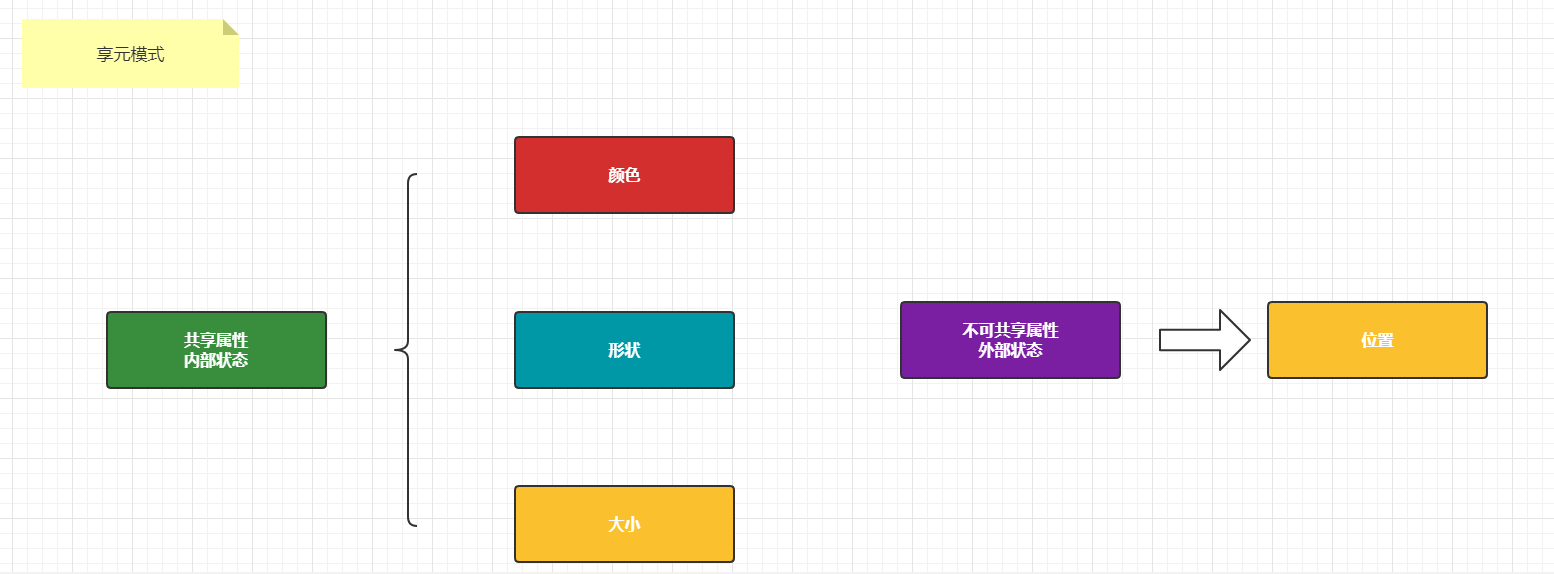 享元模式
颜色
共享属性
内部状态
形状
不可共享属性
外部状态
位置
大小